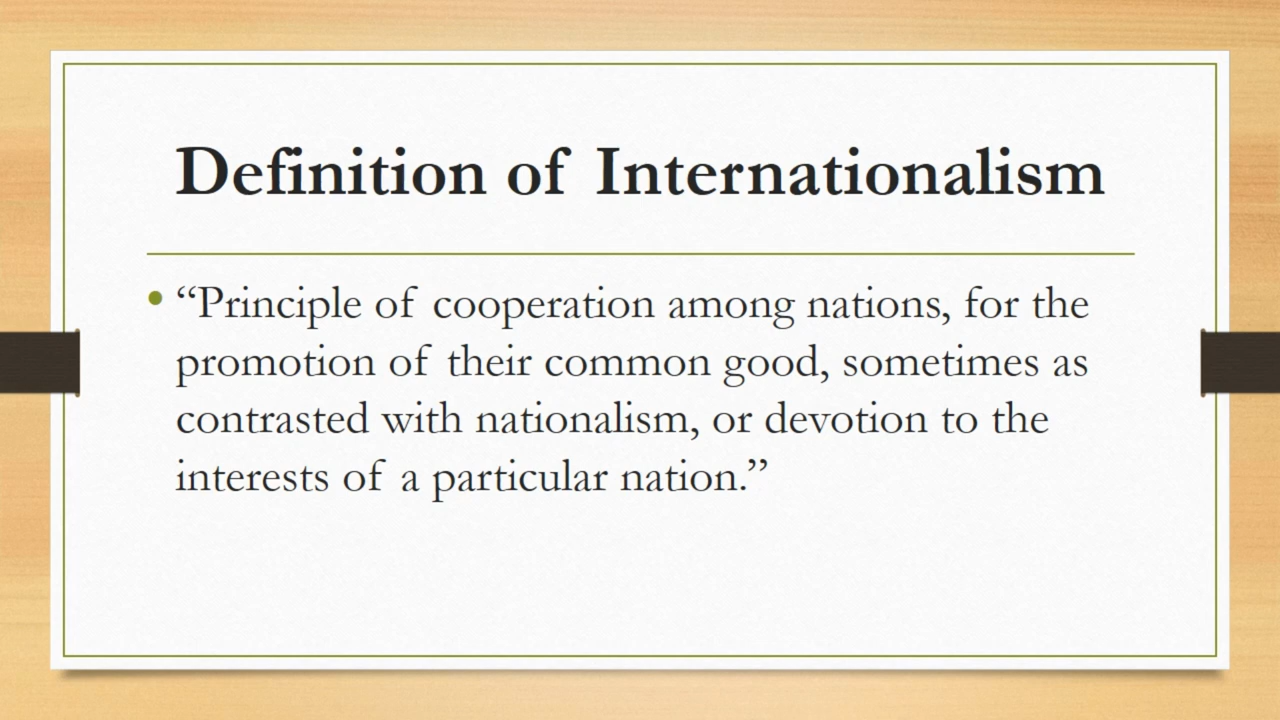 Definition of Internationalism
• “Principle of cooperation among nations, for the
promotion of their common good, sometimes as
contrasted with nationalism, or devotion to the
interests of a particular nation.”